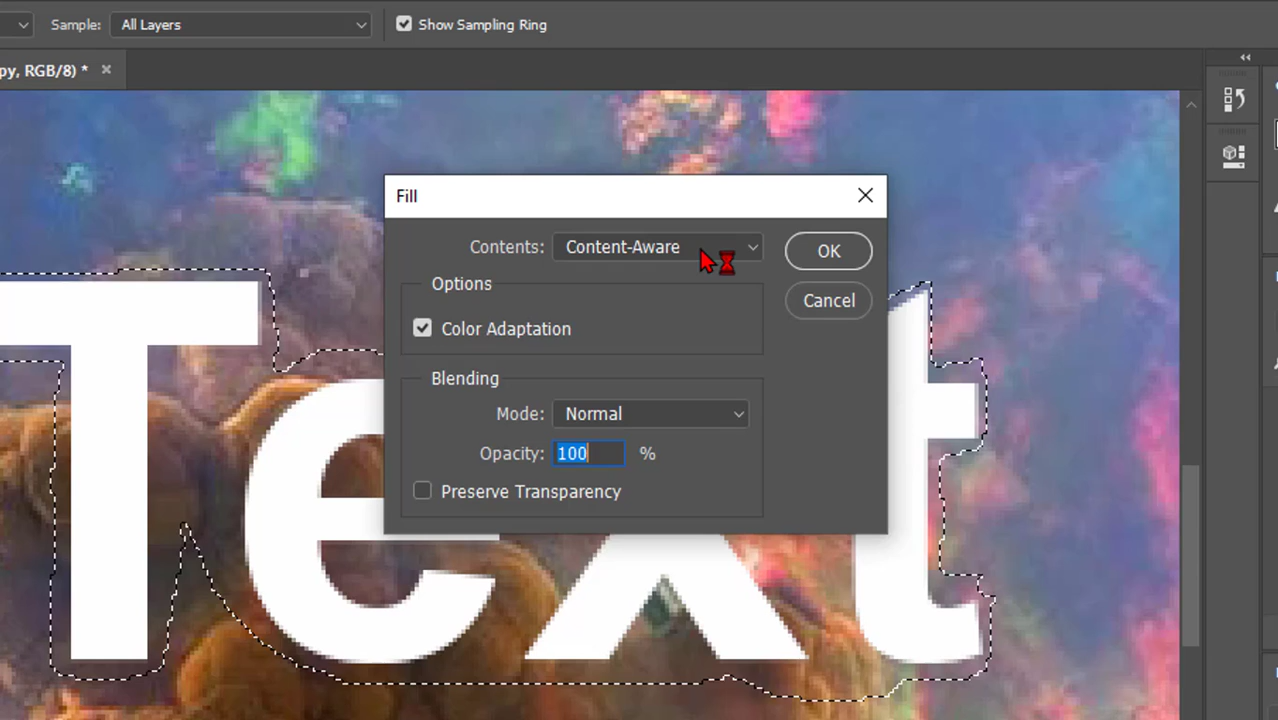 Sample: All Layers Show Sampling Ring
py, RGB/8) *
Fill
Contents: Content-Aware OK
Options
Cancel
Color Adaptation
Blending
Mode: Normal
Opacity: 100 %
Preserve Transparency
Text